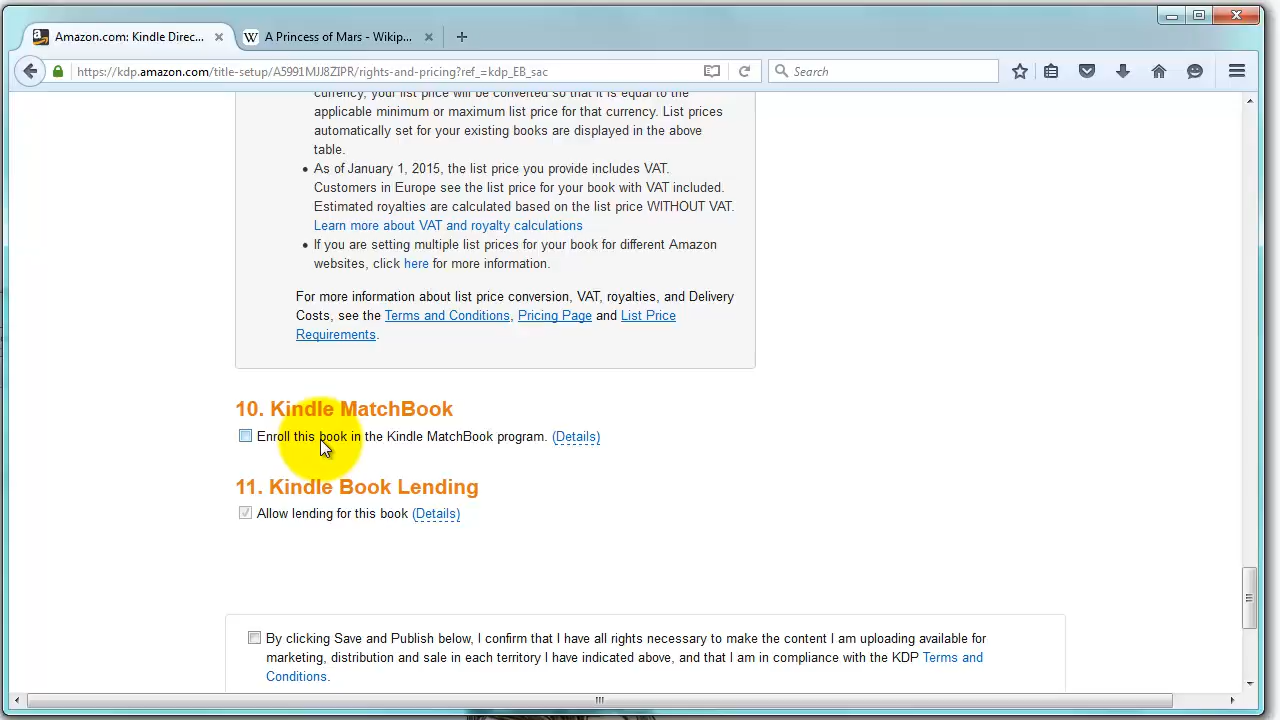 Amazon.com: Kindle Direc...
A Princess of Mars - Wikip...
https://kdp.amazon.com/title-setup/A5991MJJ8ZIPR/rights-and-pricing?ref_=kdp_EB_
Search
currency, your list price will be converted so that it is equal to the
applicable minimum or maximum list price for that currency. List prices
automatically set for your existing books are displayed in the above
table.
• As of January 1, 2015, the list price you provide includes VAT.
Customers in Europe see the list price for your book with VAT included.
Estimated royalties are calculated based on the list price WITHOUT VAT.
Learn more about VAT and royalty calculations
• If you are setting multiple list prices for your book for different Amazon
websites, click here for more information.
For more information about list price conversion, VAT, royalties, and Delivery
Costs, see the Terms and Conditions, Pricing Page and List Price
Requirements.
10. Kindle MatchBook
Enroll this book in the Kindle MatchBook program. (Details)
11. Kindle Book Lending
Allow lending for this book (Details)
By clicking Save and Publish below, I confirm that I have all rights necessary to make the content I am uploading available for
marketing, distribution and sale in each territory I have indicated above, and that I am in compliance with the KDP Terms and
Conditions.